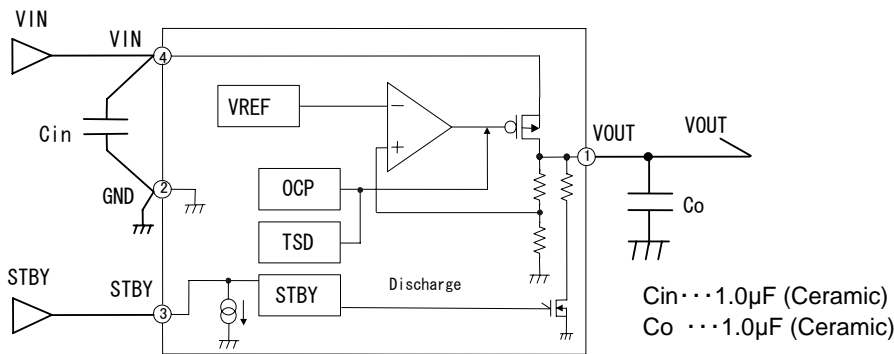 VIN
VIN
4
VREF
−
+
Cin
VOUT
1
VOUT
GND
2
OCP
Co
TSD
STBY
STBY
3
STBY
Discharge
Cin･･･1.0µF (Ceramic)
Co ･･･1.0µF (Ceramic)